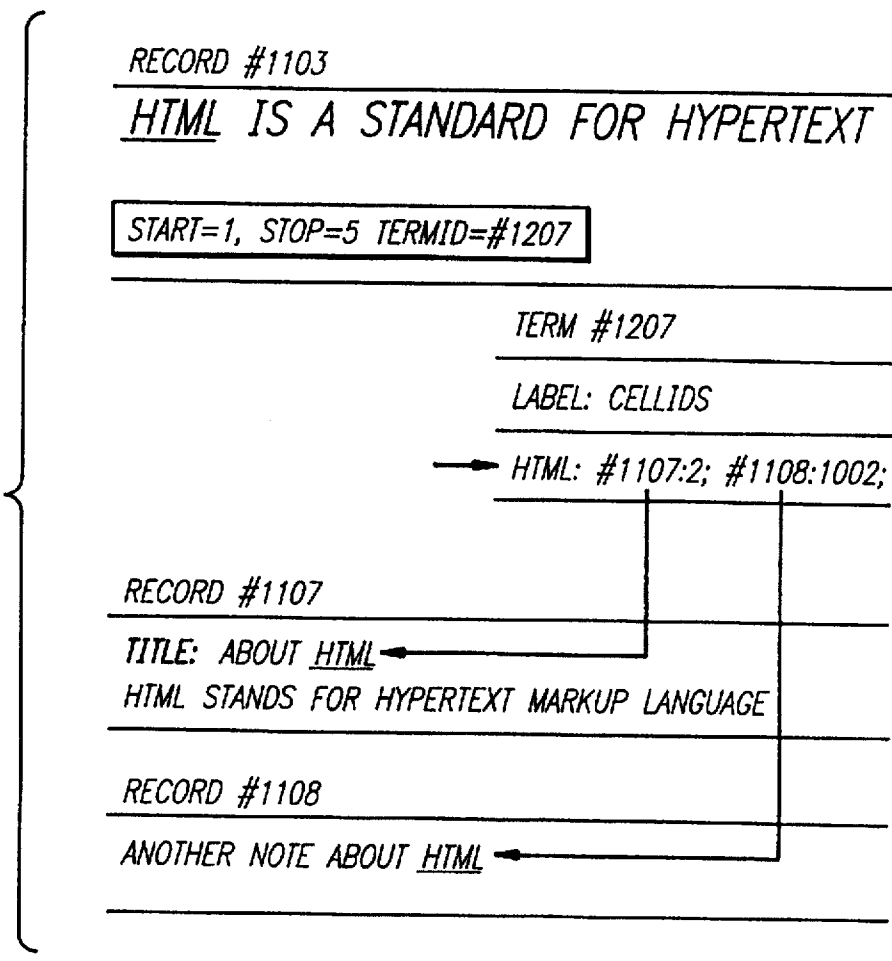 RECORD #1103
HTML IS A STANDARD FOR HYPERTEXT
START=1, STOP=5 TERMID=#1207
TERM #1207
LABEL: CELLIDS
HTML: #1107:2; #1108:1002;
RECORD #1107
TITLE: ABOUT HTML
HTML STANDS FOR HYPERTEXT MARKUP LANGUAGE
RECORD #1108
ANOTHER NOTE ABOUT HTML